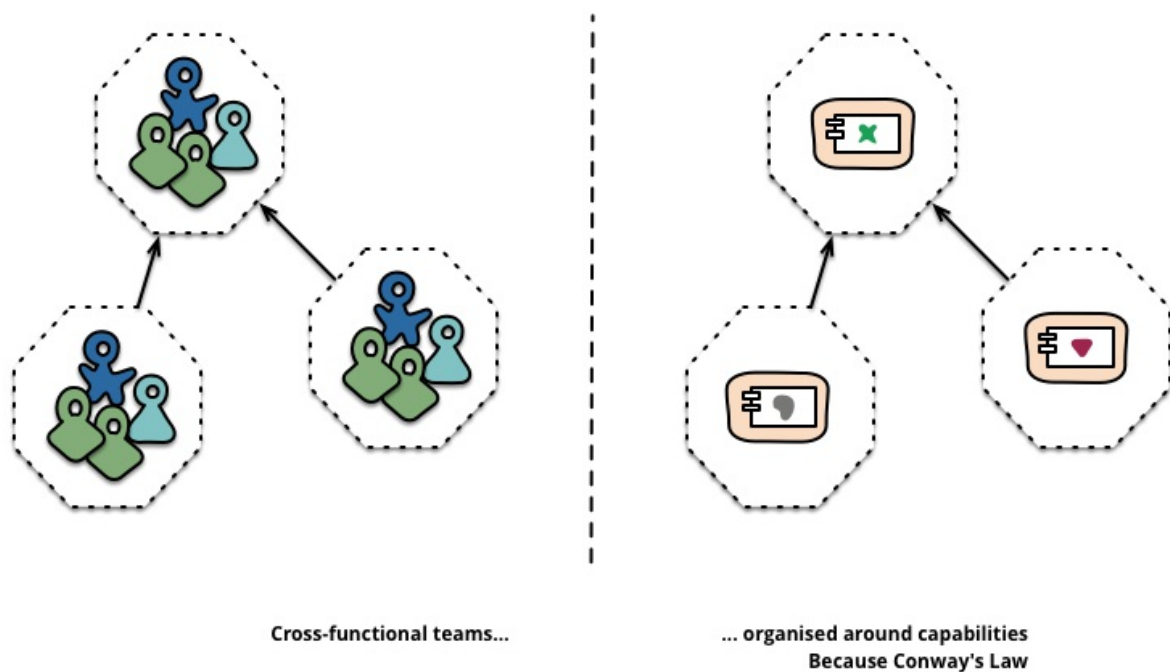 Cross-functional teams...
... organised around capabilities
Because Conway's Law